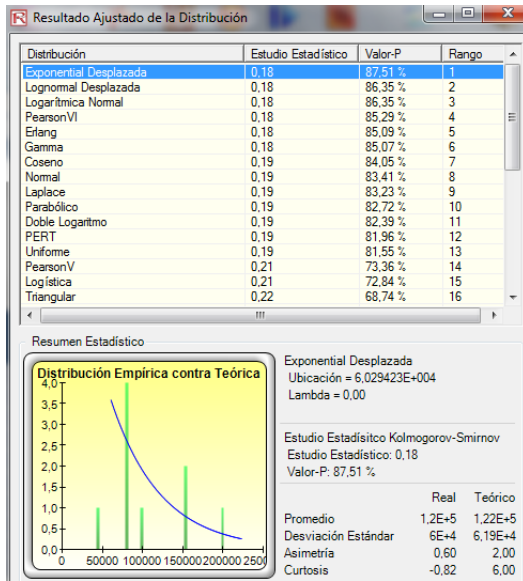 Resultado Ajustado de la Distribución
Distribución Estudio Estadístico Valor-P Rango
Exponential Desplazada 0,18 87,51 % 1
Lognormal Desplazada 0,18 86,35 % 2
Logarítmica Normal 0,18 86,35 % 3
PearsonVI 0,18 85,29 % 4
Erlang 0,18 85,09 % 5
Gamma 0,18 85,07 % 6
Coseno 0,19 84,05 % 7
Normal 0,19 83,41 % 8
Laplace 0,19 83,23 % 9
Parabólico 0,19 82,72 % 10
Doble Logaritmo 0,19 82,39 % 11
PERT 0,19 81,96 % 12
Uniforme 0,19 81,55 % 13
PearsonV 0,21 73,36 % 14
Logística 0,21 72,84 % 15
Triangular 0,22 68,74 % 16
Resumen Estadístico
Distribución Empírica contra Teórica
4,0
3,5
3,0
2,5
2,0
1,5
1,0
0,5
0,0
0 50000 100000 150000 200000 2500
Exponential Desplazada
Ubicación = 6,029423E+004
Lambda = 0,00
Estudio Estadísitco Kolmogorov-Smirnov
Estudio Estadístico: 0,18
Valor-P: 87,51 %
Real Teórico
Promedio 1,2E+5 1,22E+5
Desviación Estándar 6E+4 6,19E+4
Asimetría 0,60 2,00
Curtosis -0,82 6,00